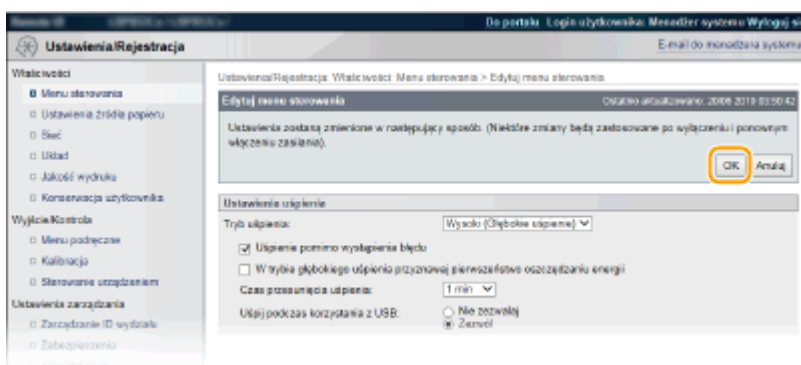 Do portalu Login użytkownika: Menedżer systemu Wyloguj si
Ustawienia/Rejestracja
E-mail do menedżera systemu
Właściwości
Menu sterowania
Ustawienia źródła papieru
Sieć
Układ
Jakość wydruku
Konserwacja użytkownika
Wyjście/Kontrola
Menu podręczne
Kalibracja
Sterowanie urządzeniem
Ustawienia zarządzania
Zarządzanie ID wydziału
Zabezpieczenia
Ustawienia/Rejestracja: Właściwości: Menu sterowania > Edytuj menu sterowania
Edytuj menu sterowania
Ostatnio aktualizowano: 20/06 2019 03:50:42
Ustawienia zostaną zmienione w następujący sposób. (Niektóre zmiany będą zastosowane po wyłączeniu i ponownym
włączeniu zasilania).
OK Anuluj
Ustawienia uśpienia
Tryb uśpienia: Wysoki (Głębokie uśpienie)
Uśpienie pomimo wystąpienia błędu
W trybie głębokiego uśpienia przyznawaj pierwszeństwo oszczędzaniu energii
Czas przesunięcia uśpienia: 1 min
Uśpij podczas korzystania z USB: Nie zezwalaj
Zezwól